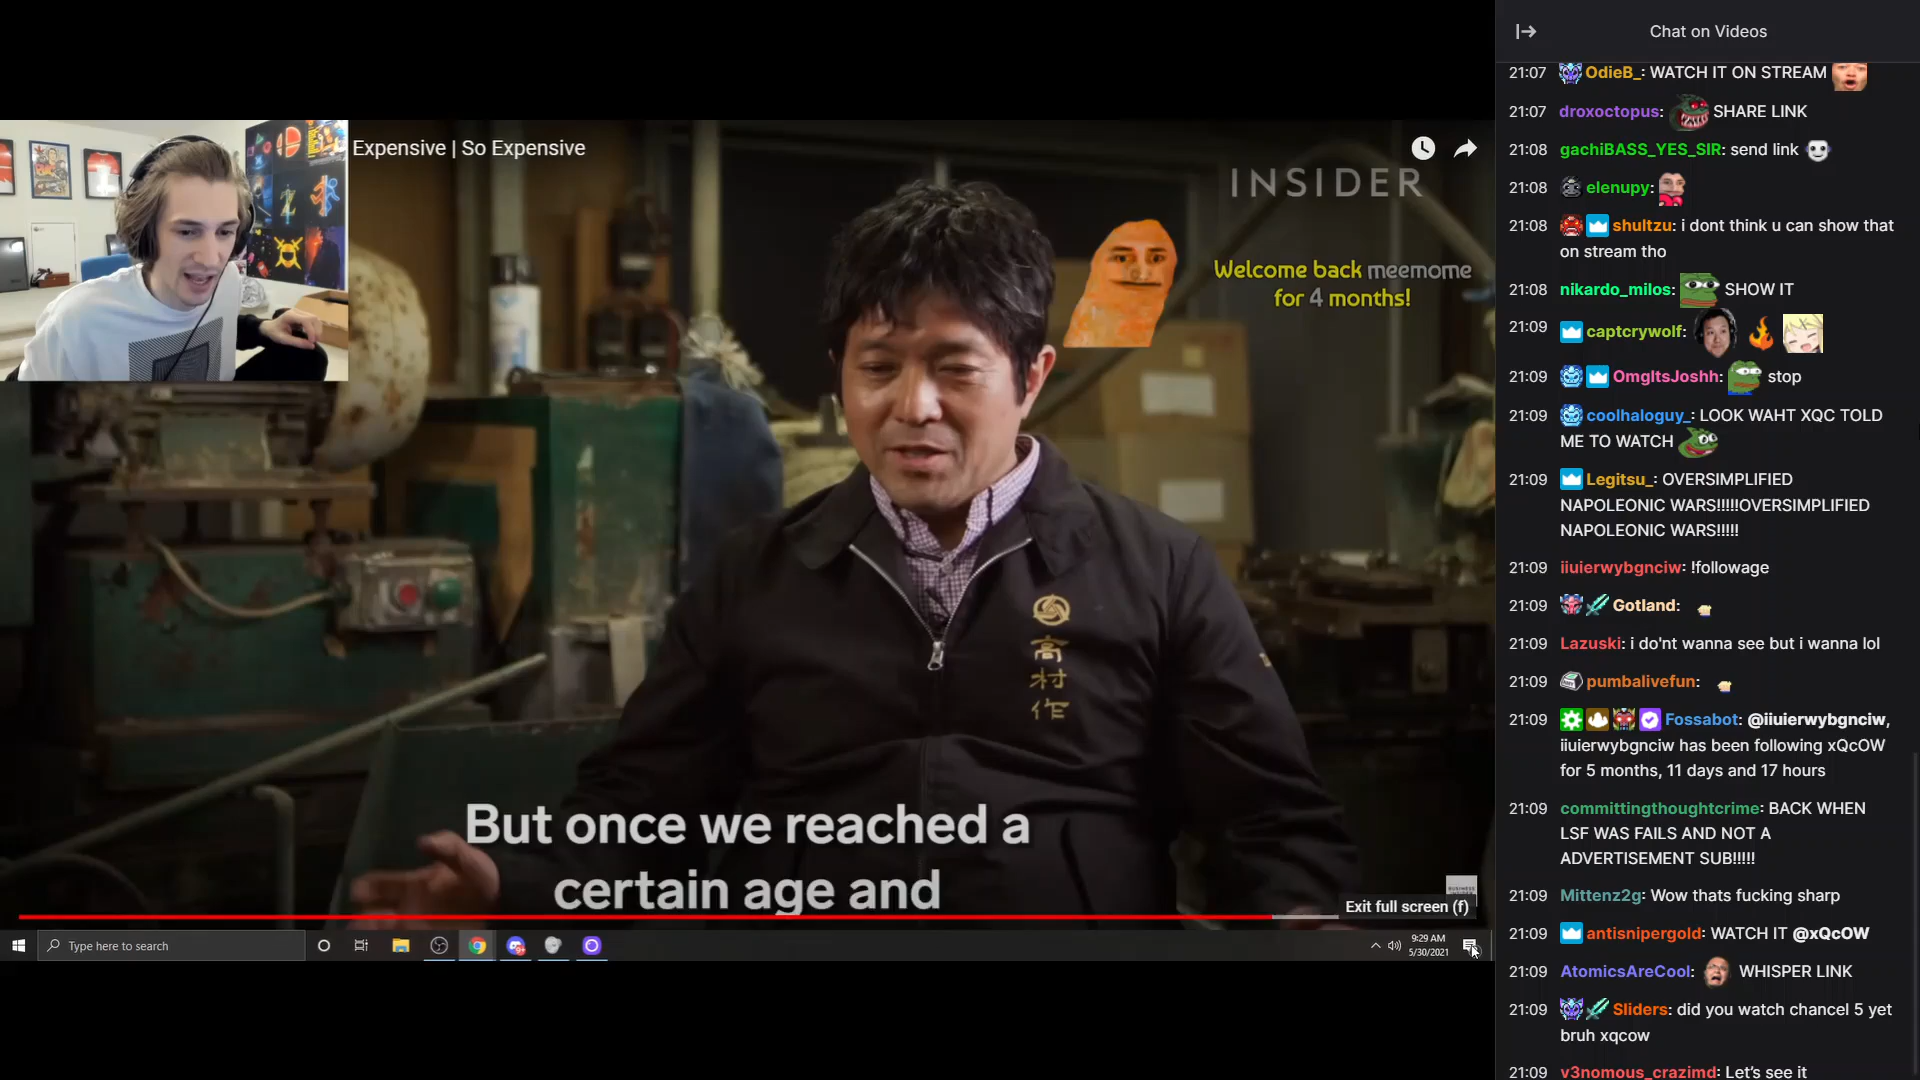 Expensive | So Expensive
INSIDER
Welcome back meemome
for 4 months!
高
村
作
But once we reached a
certain age and
Exit full screen (f)
Type here to search
9:29 AM
5/30/2021
Chat on Videos
21:07 OdieB_: WATCH IT ON STREAM
21:07 droxoctopus: SHARE LINK
21:08 gachiBASS_YES_SIR: send link
21:08 elenupy:
21:08 shultzu: i dont think u can show that
on stream tho
21:08 nikardo_milos: SHOW IT
21:09 captcrywolf:
21:09 OmgItsJoshh: stop
21:09 coolhaloguy_: LOOK WAHT XQC TOLD
ME TO WATCH
21:09 Legitsu_: OVERSIMPLIFIED
NAPOLEONIC WARS!!!!!OVERSIMPLIFIED
NAPOLEONIC WARS!!!!!
21:09 iiuierwybgnciw: !followage
21:09 Gotland:
21:09 Lazuski: i do'nt wanna see but i wanna lol
21:09 pumbalivefun:
21:09 Fossabot: @iiuierwybgnciw,
iiuierwybgnciw has been following xQcOW
for 5 months, 11 days and 17 hours
21:09 committingthoughtcrime: BACK WHEN
LSF WAS FAILS AND NOT A
ADVERTISEMENT SUB!!!!!
21:09 Mittenz2g: Wow thats fucking sharp
21:09 antisnipergold: WATCH IT @xQcOW
21:09 AtomicsAreCool: WHISPER LINK
21:09 Sliders: did you watch chancel 5 yet
bruh xqcow
21:09 v3nomous_crazimd: Let's see it